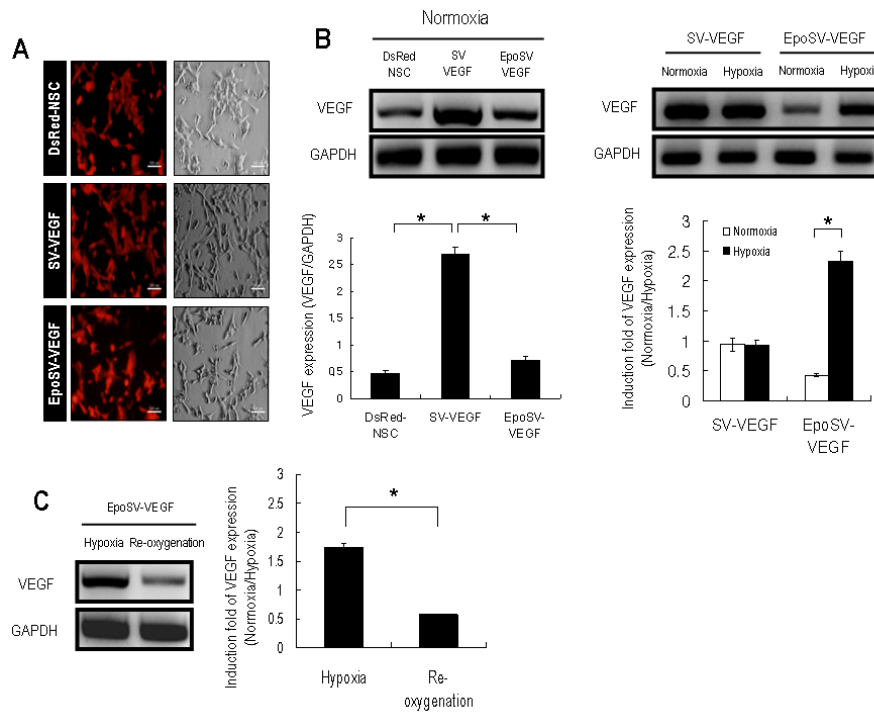 A
DsRed-NSC
SV-VEGF
EpoSV-VEGF
B
Normoxia
DsRed NSC
SV VEGF
EpoSV VEGF
VEGF
GAPDH
VEGF expression (VEGF/GAPDH)
3
2.5
2
1.5
1
0.5
0
DsRed-NSC
SV-VEGF
EpoSV-VEGF
*
*
SV-VEGF
EpoSV-VEGF
Normoxia
Hypoxia
Normoxia
Hypoxi
VEGF
GAPDH
Induction fold of VEGF expression
(Normoxia/Hypoxia)
3
2.5
2
1.5
1
0.5
0
Normoxia
Hypoxia
*
SV-VEGF
EpoSV-VEGF
C
EpoSV-VEGF
Hypoxia Re-oxygenation
VEGF
GAPDH
Induction fold of VEGF expression
(Normoxia/Hypoxia)
3
2.5
2
1.5
1
0.5
0
*
Hypoxia
Re-oxygenation